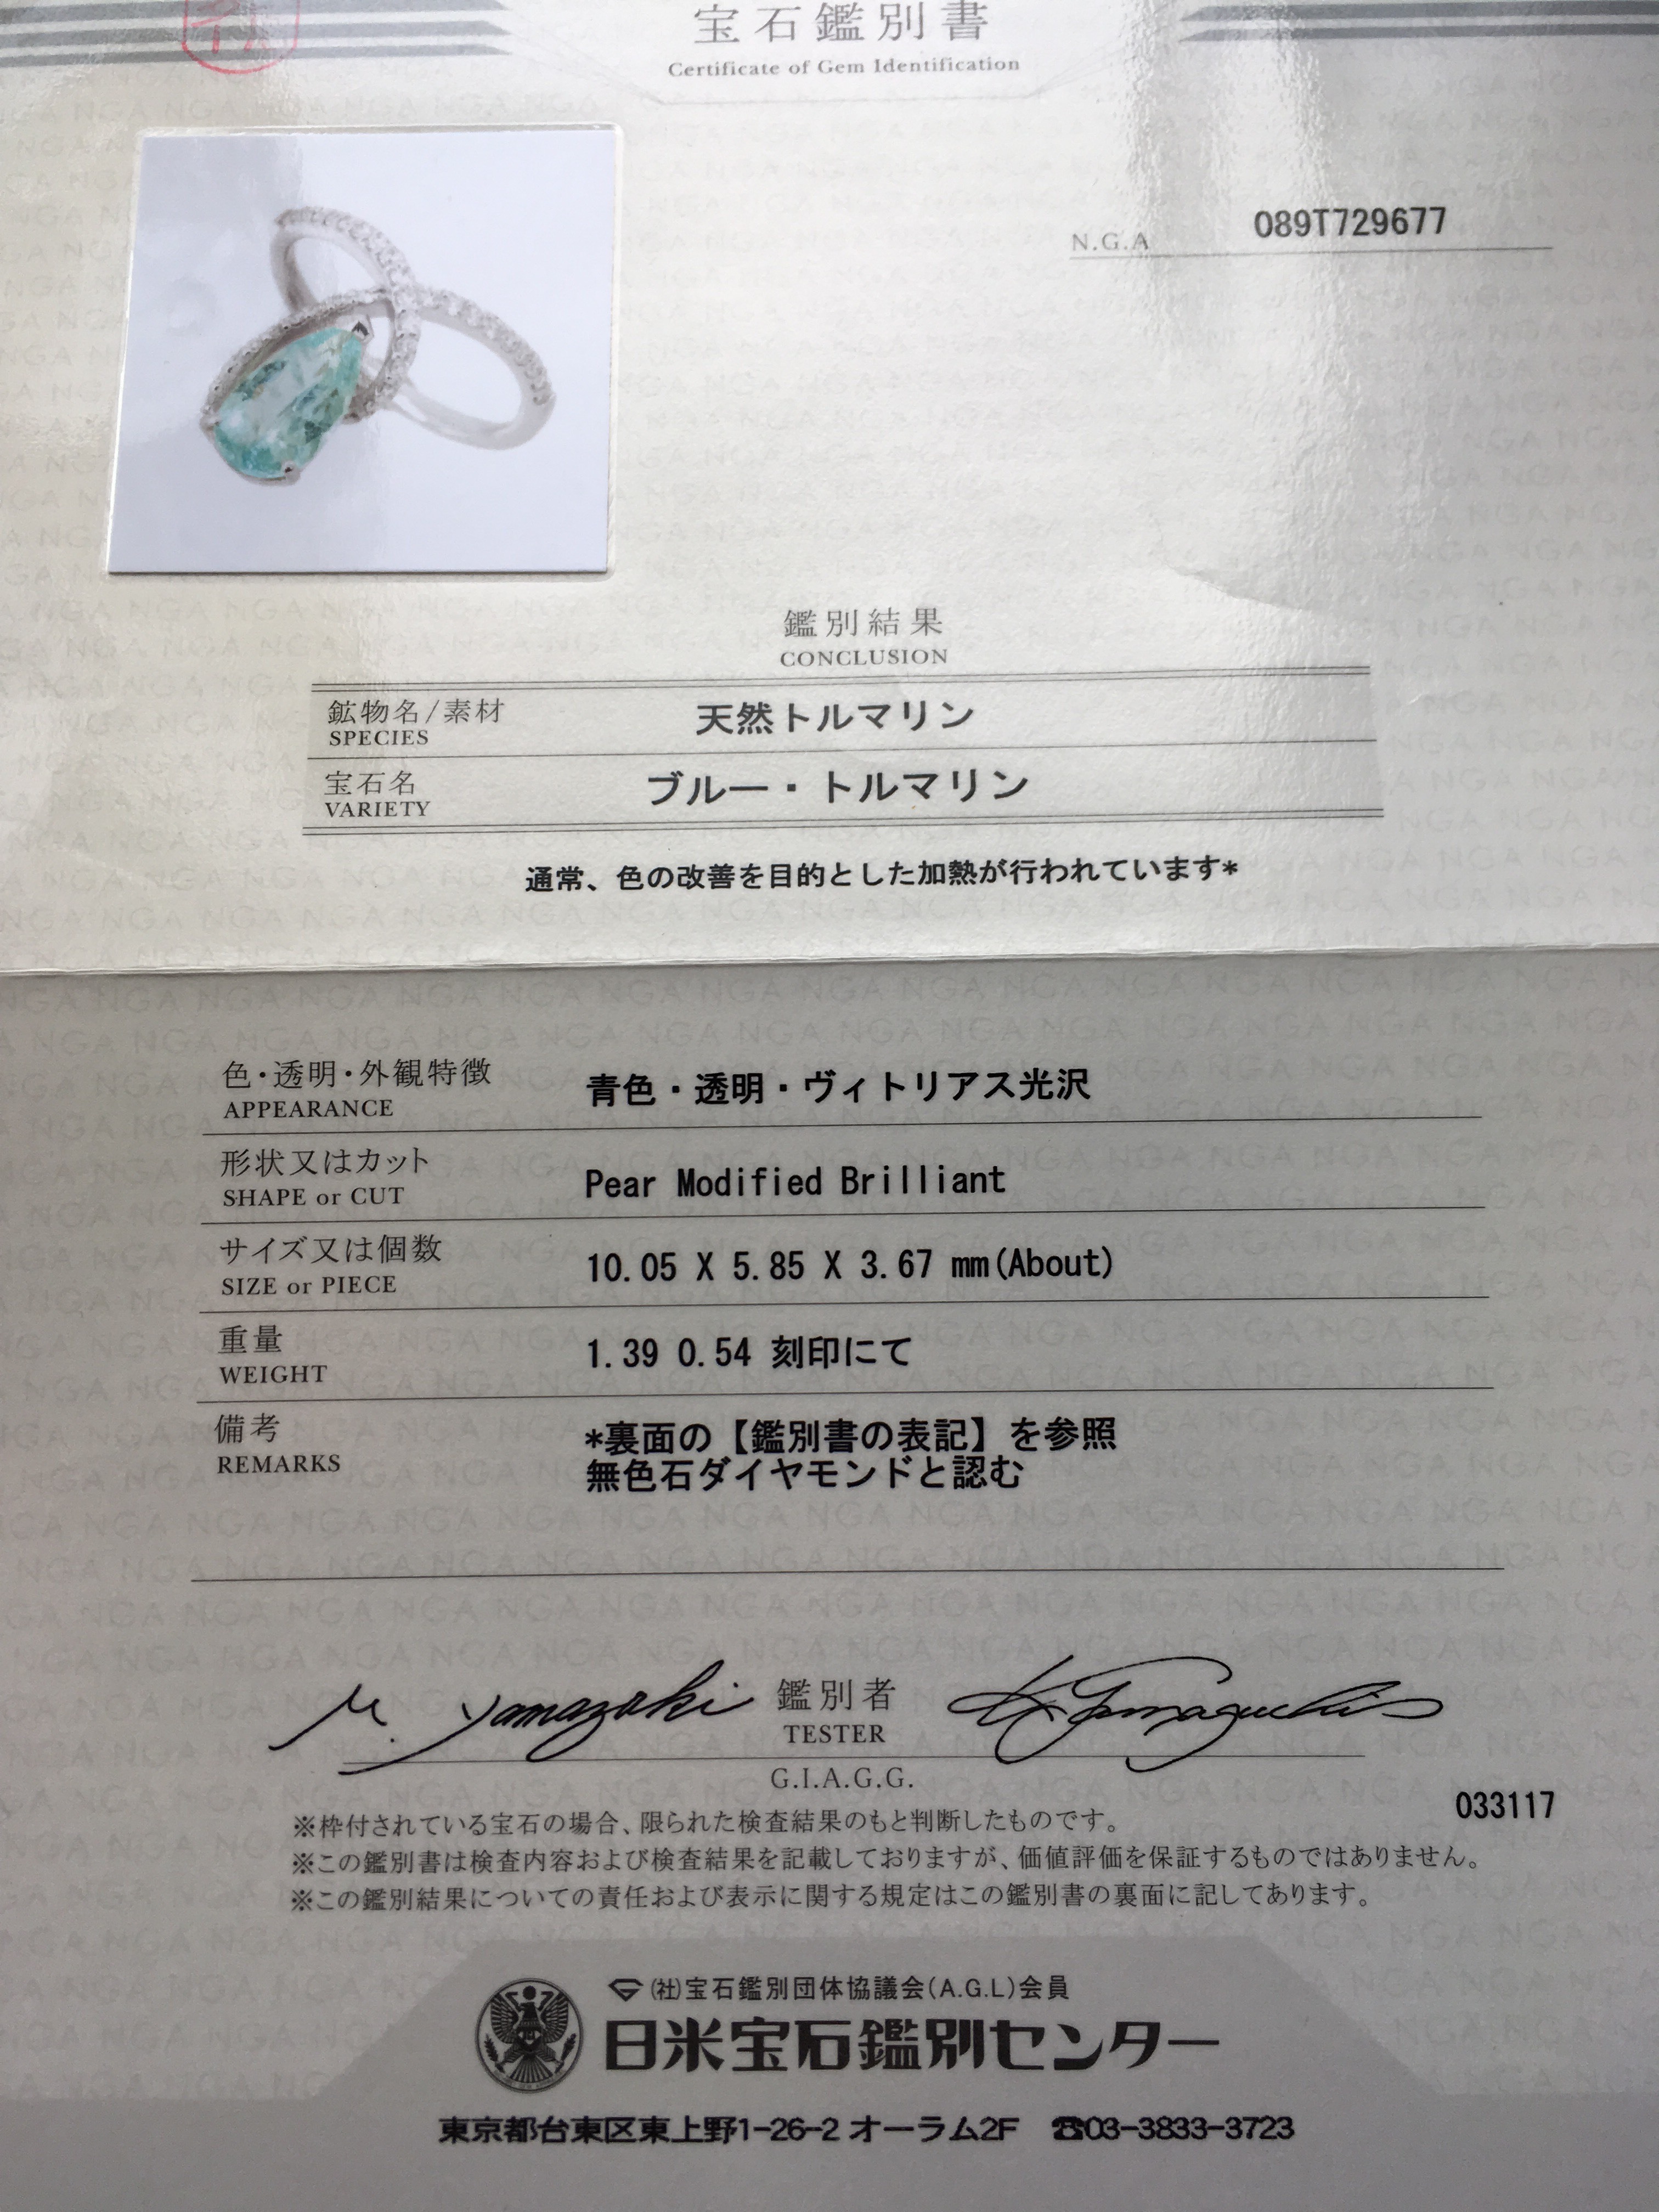 宝石鑑別書
Certificate of Gem Identification
N.G.A 089T729677
鑑別結果
CONCLUSION
鉱物名/素材 天然トルマリン
SPECIES
宝石名 ブルー・トルマリン
VARIETY
通常、色の改善を目的とした加熱が行われています*
色・透明・外観特徴 青色・透明・ヴィトリアス光沢
APPEARANCE
形状又はカット Pear Modified Brilliant
SHAPE or CUT
サイズ又は個数 10.05 X 5.85 X 3.67 mm(About)
SIZE or PIECE
重量 1.39 0.54 刻印にて
WEIGHT
備考 *裏面の【鑑別書の表記】を参照
REMARKS 無色石ダイヤモンドと認む
M. Yamazaki 鑑別者 K. Yamaguchi
TESTER
G.I.A.G.G.
033117
※枠付されている宝石の場合、限られた検査結果のもと判断したものです。
※この鑑別書は検査内容および検査結果を記載しておりますが、価値評価を保証するものではありません。
※この鑑別結果についての責任および表示に関する規定はこの鑑別書の裏面に記してあります。
(社)宝石鑑別団体協議会(A.G.L)会員
日米宝石鑑別センター
東京都台東区東上野1-26-2 オーラム2F ☎03-3833-3723